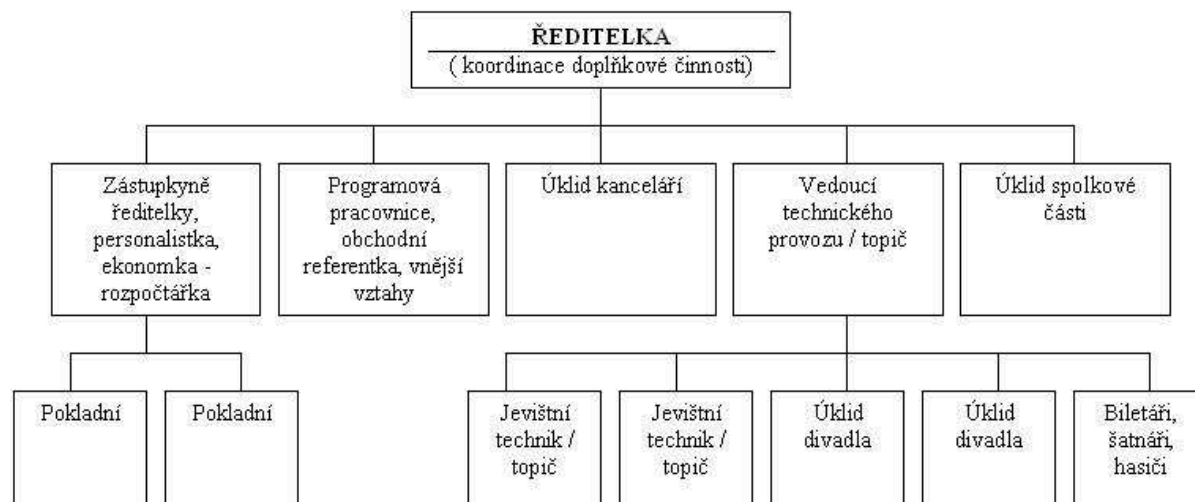 ŘEDITELKA
( koordinace doplňkové činnosti)
Zástupkyně
ředitelky,
personalistka,
ekonomka -
rozpočtářka
Programová
pracovnice,
obchodní
referentka, vnější
vztahy
Úklid kanceláří
Vedoucí
technického
provozu / topič
Úklid spolkové
části
Pokladní
Pokladní
Jevištní
technik /
topič
Jevištní
technik /
topič
Úklid
divadla
Úklid
divadla
Biletáři,
šatnáři,
hasiči